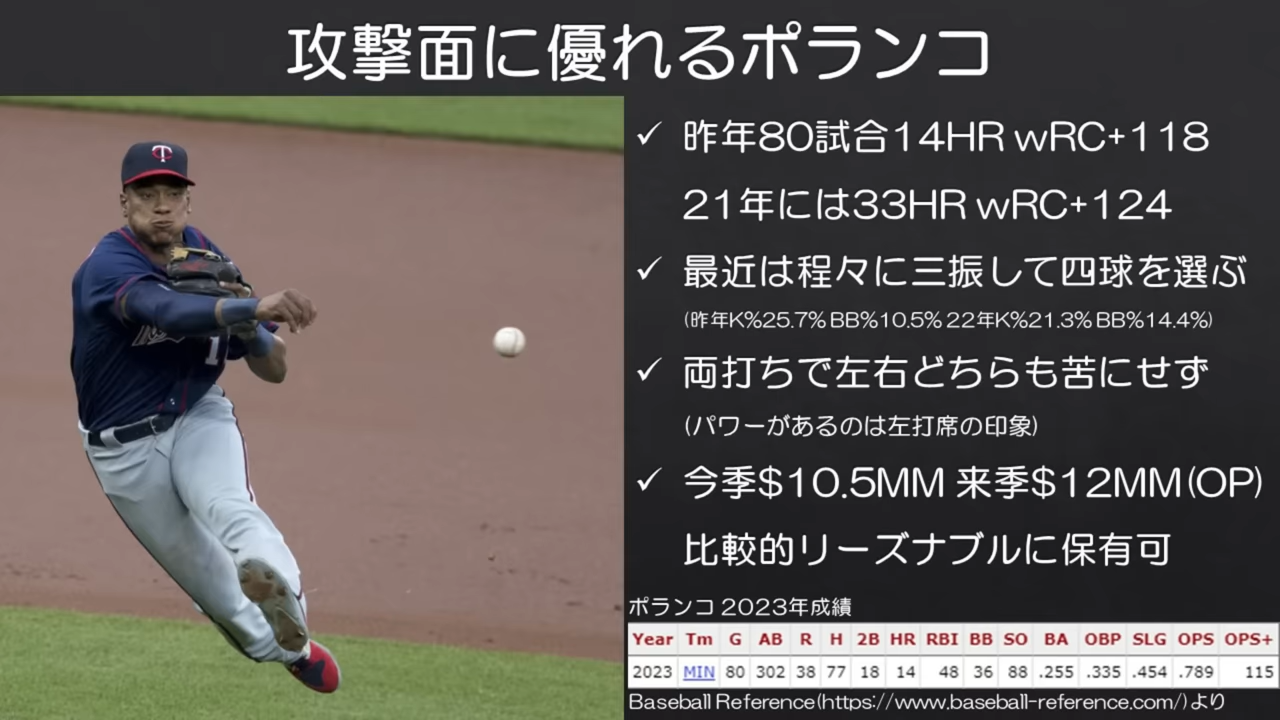 攻撃面に優れるポランコ
✓ 昨年80試合14HR wRC+118
21年には33HR wRC+124
✓ 最近は程々に三振して四球を選ぶ
(昨年K%25.7% BB%10.5% 22年K%21.3% BB%14.4%)
✓ 両打ちで左右どちらも苦にせず
(パワーがあるのは左打席の印象)
✓ 今季$10.5MM 来季$12MM(OP)
比較的リーズナブルに保有可
ポランコ 2023年成績
Year Tm G AB R H 2B HR RBI BB SO BA OBP SLG OPS OPS+
2023 MIN 80 302 38 77 18 14 48 36 88 .255 .335 .454 .789 115
Baseball Reference(https://www.baseball-reference.com/)より